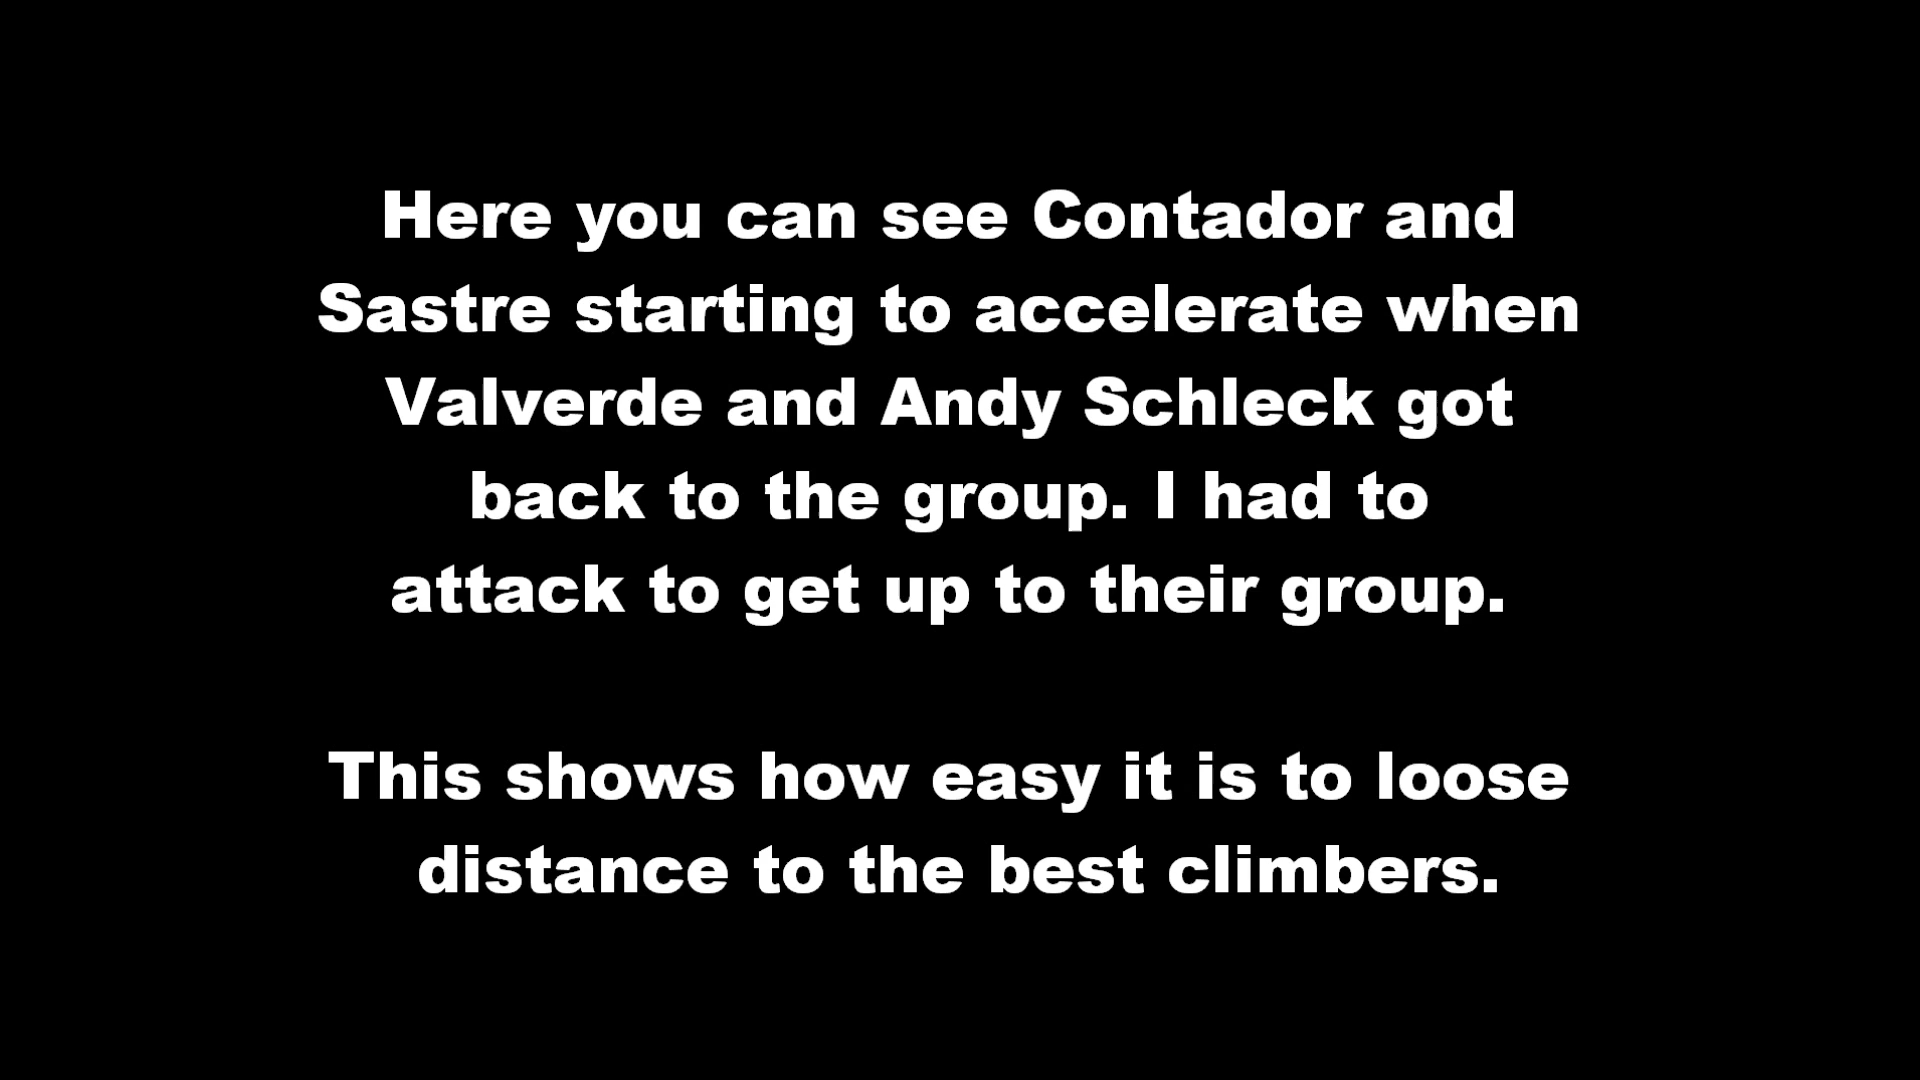 Here you can see Contador and
Sastre starting to accelerate when
Valverde and Andy Schleck got
back to the group. I had to
attack to get up to their group.
This shows how easy it is to loose
distance to the best climbers.